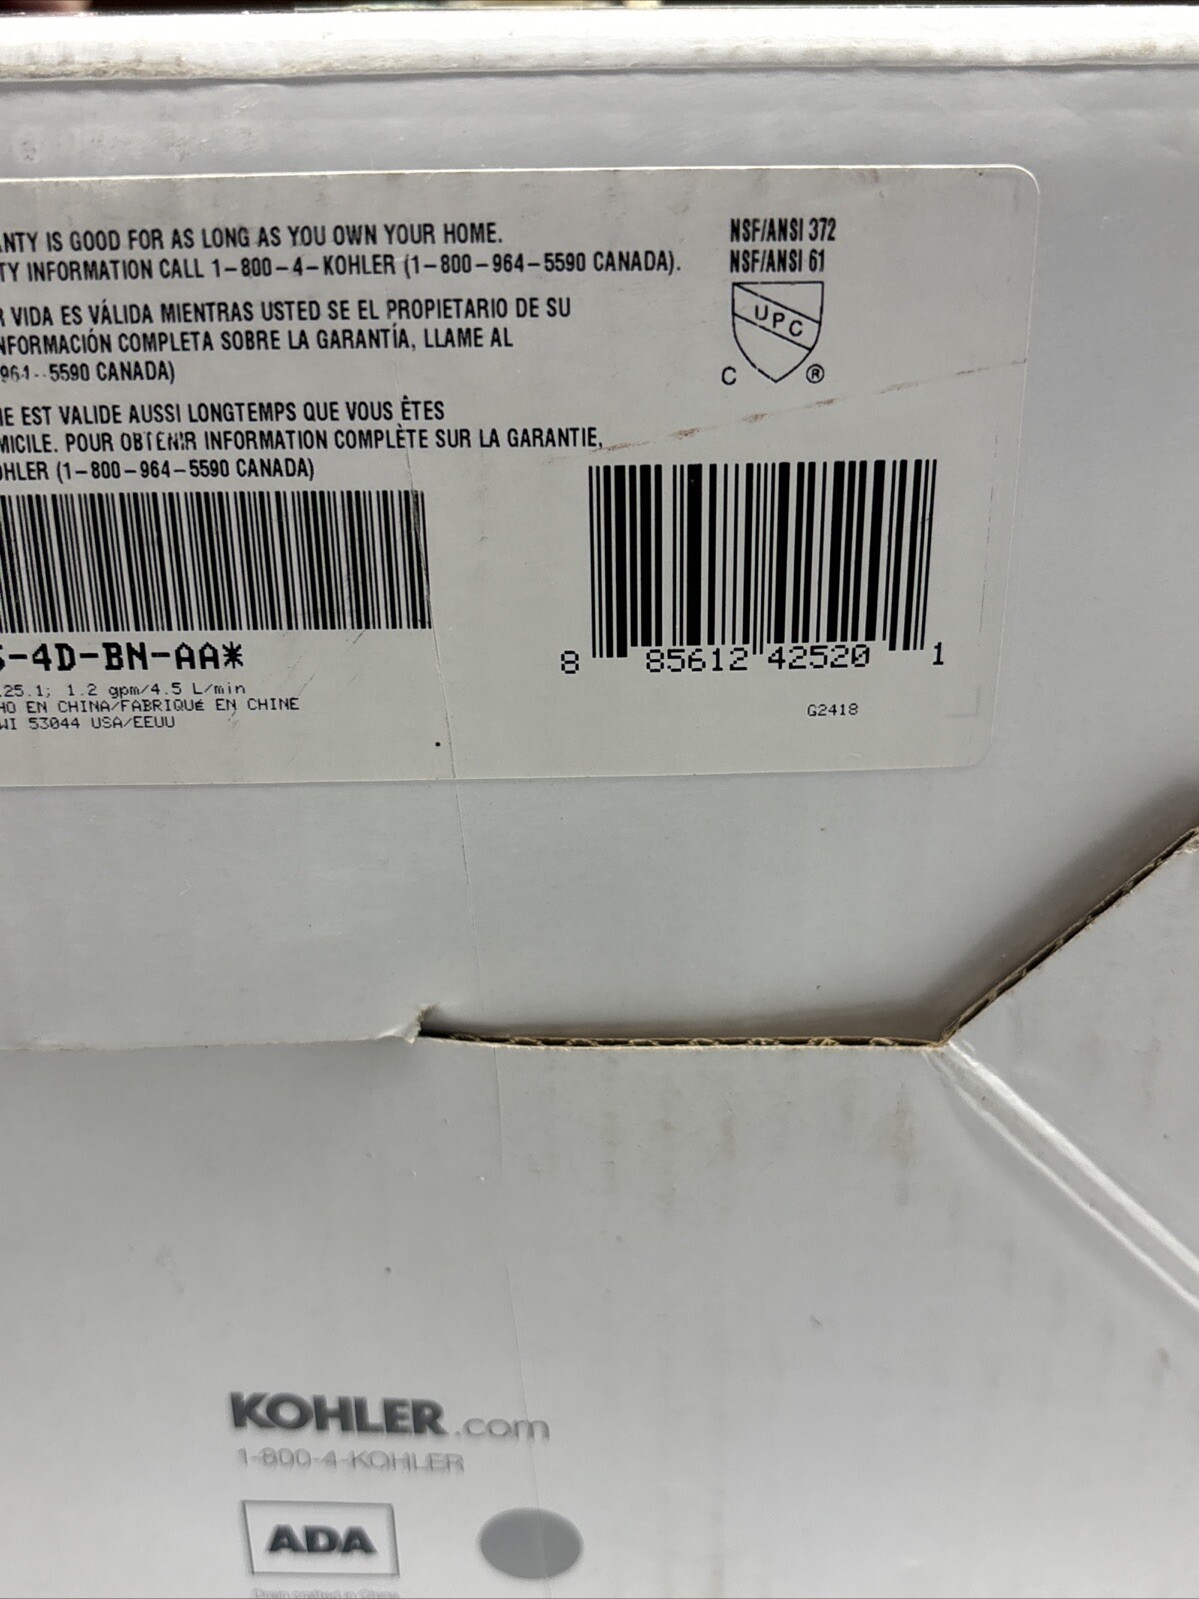 ANTY IS GOOD FOR AS LONG AS YOU OWN YOUR HOME.
TY INFORMATION CALL 1-800-4-KOHLER (1-800-964-5590 CANADA).
R VIDA ES VÁLIDA MIENTRAS USTED SE EL PROPIETARIO DE SU
NFORMACIÓN COMPLETA SOBRE LA GARANTÍA, LLAME AL
964-5590 CANADA)
IE EST VALIDE AUSSI LONGTEMPS QUE VOUS ÊTES
MICILE. POUR OBTENIR INFORMATION COMPLÈTE SUR LA GARANTIE,
OHLER (1-800-964-5590 CANADA)
NSF/ANSI 372
NSF/ANSI 61
UPC
C ®
-4D-BN-AA*
.25.1; 1.2 gpm/4.5 L/min
HO EN CHINA/FABRIQUé EN CHINE
WI 53044 USA/EEUU
8 85612 42520 1
G2418
KOHLER.com
1-800-4-KOHLER
ADA